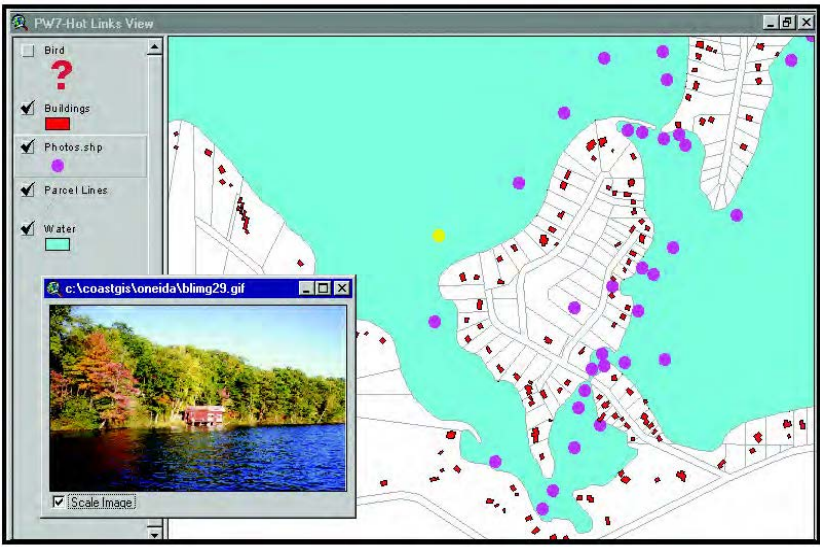 PW7-Hot Links View
Bird
?
Buildings
Photos.shp
Parcel Lines
Water
c:\coastgis\oneida\blimg29.gif
Scale Image